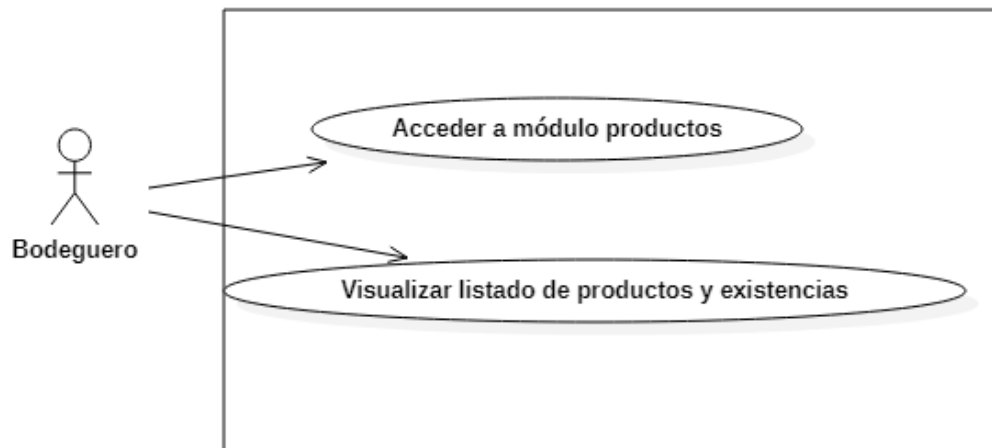 Acceder a módulo productos
Bodeguero
Visualizar listado de productos y existencias